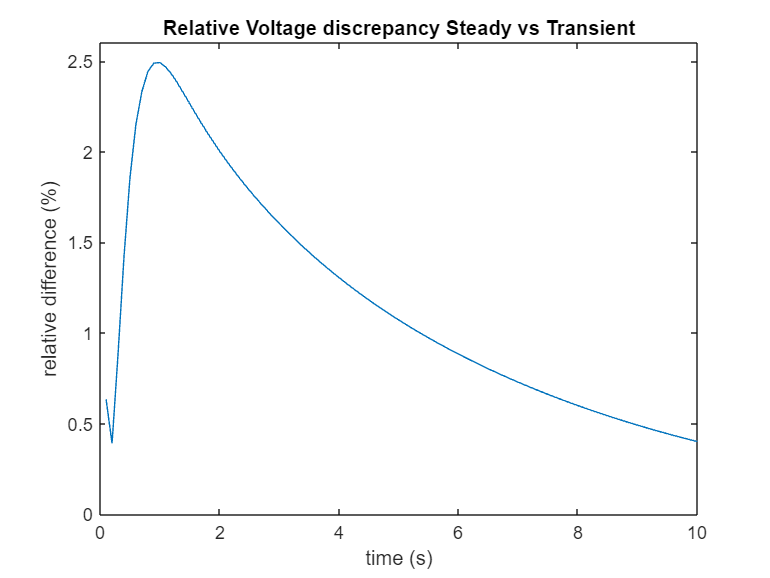 Relative Voltage discrepancy Steady vs Transient
2.5
2
1.5
1
0.5
0
relative difference (%)
0 2 4 6 8 10
time (s)